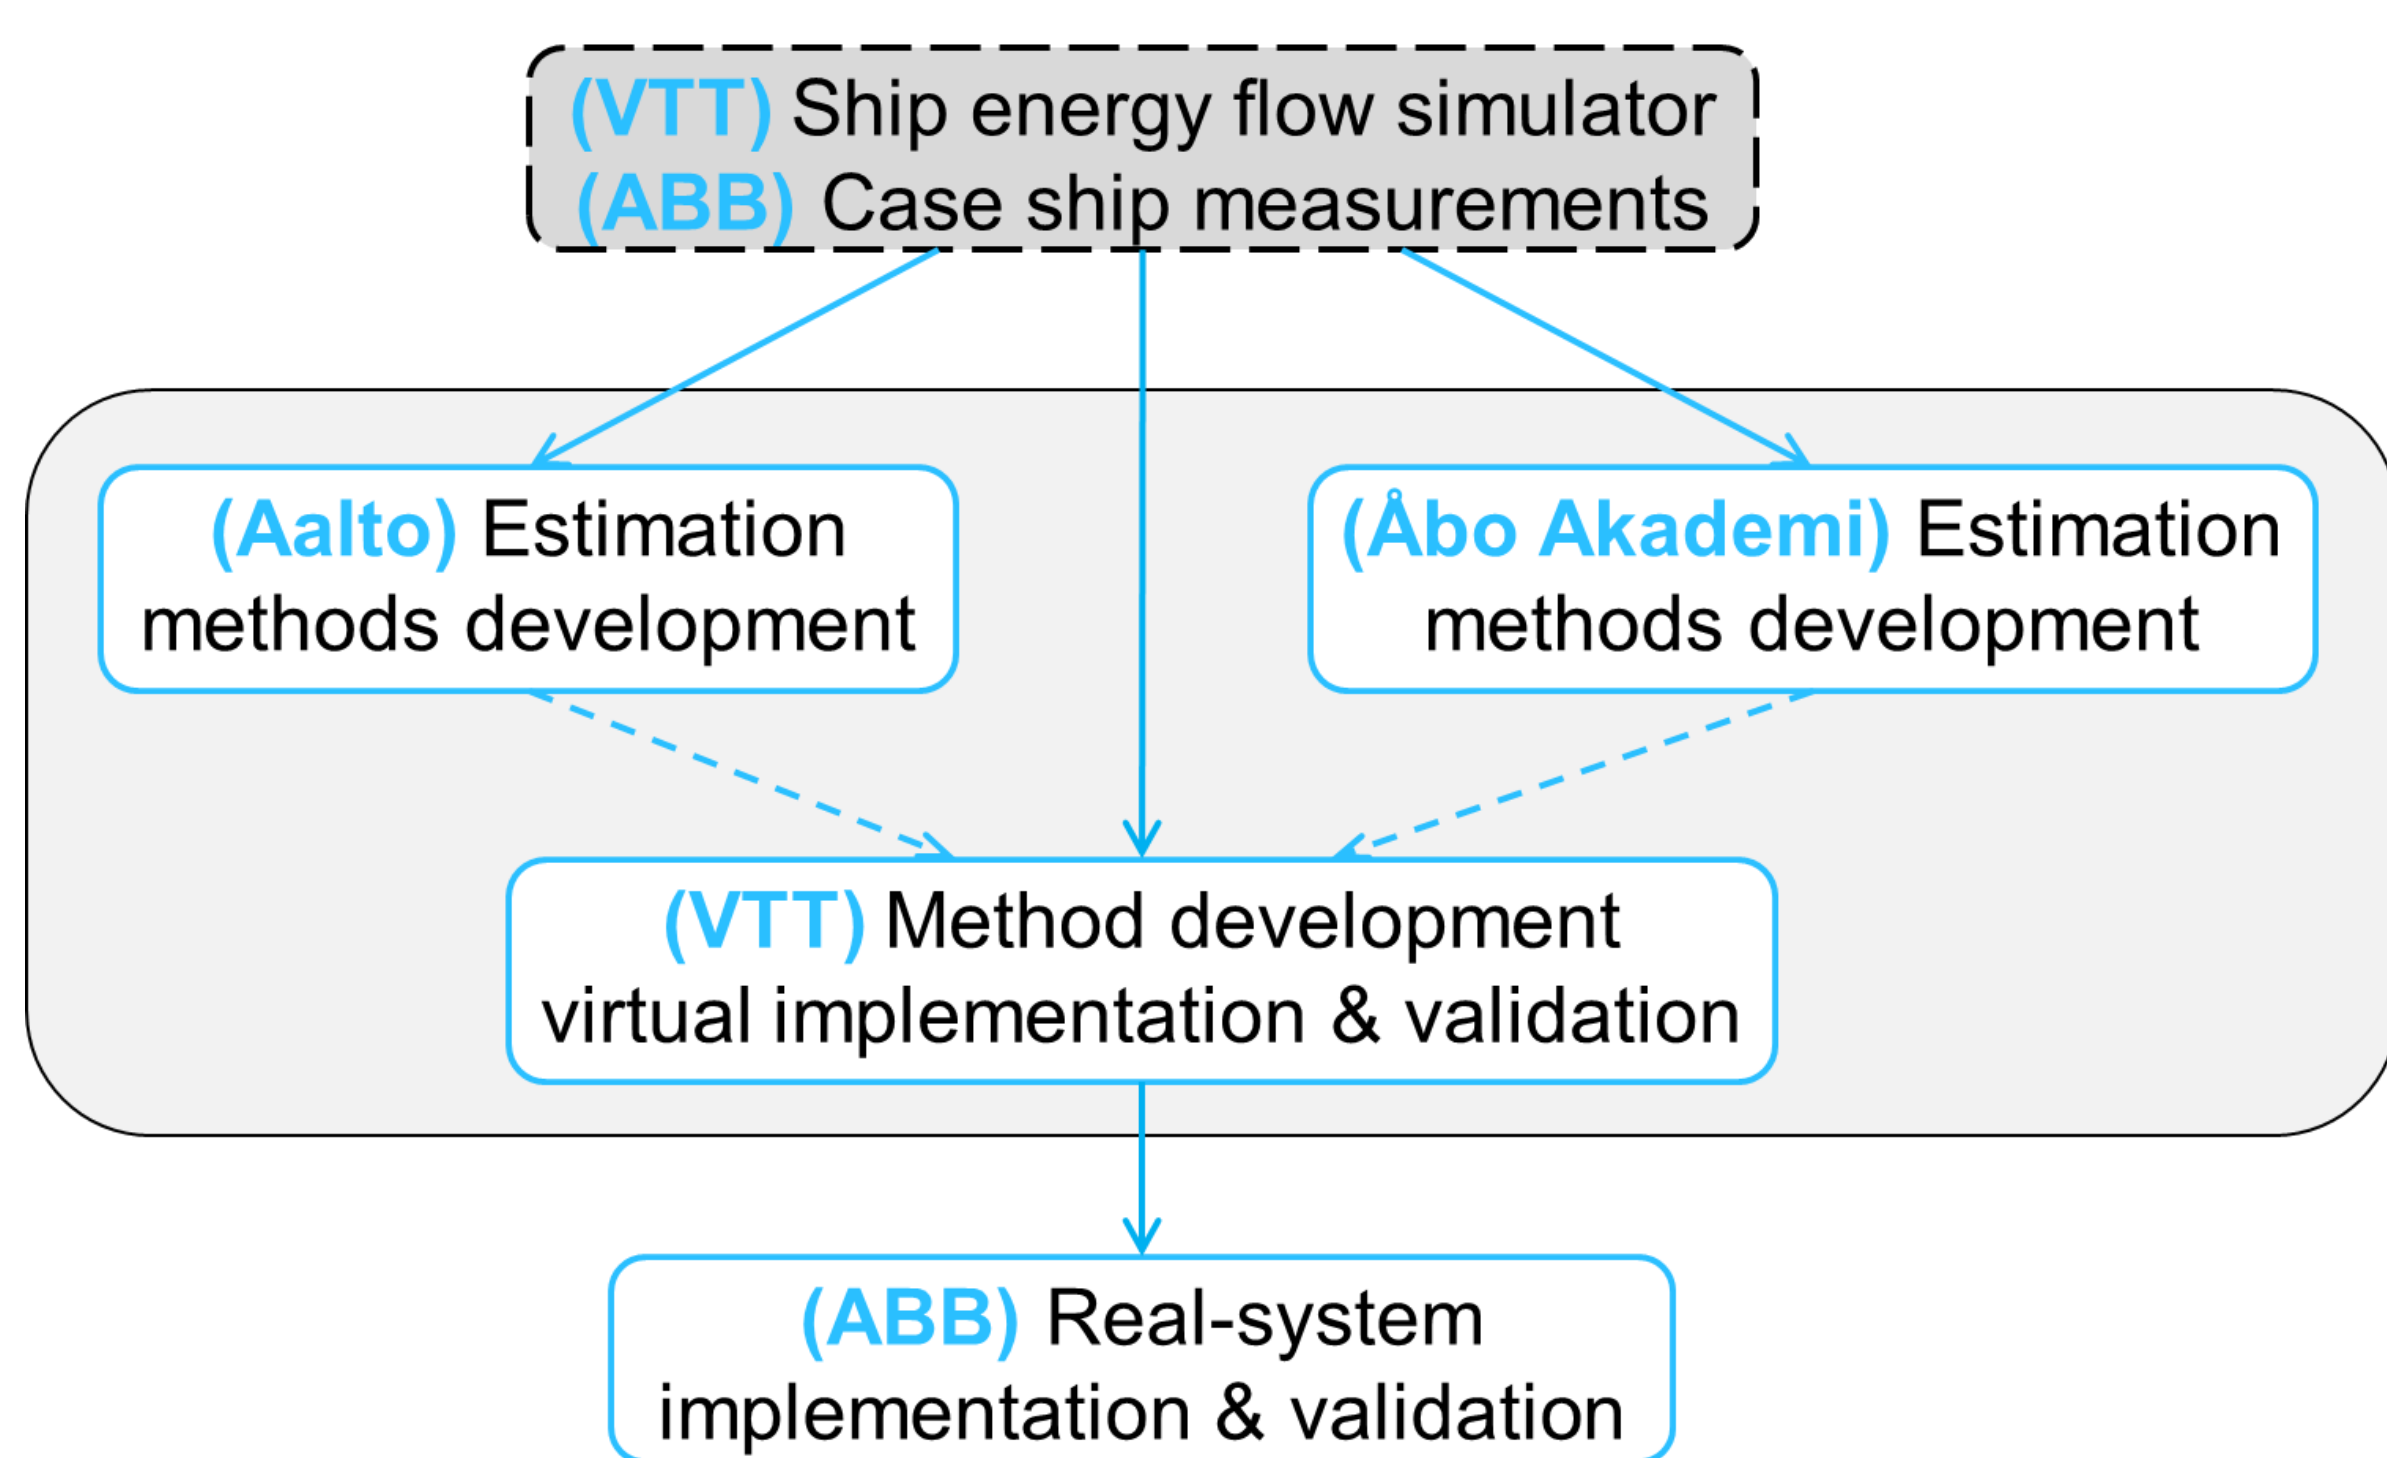 (VTT) Ship energy flow simulator
(ABB) Case ship measurements
(Aalto) Estimation
methods development
(Åbo Akademi) Estimation
methods development
(VTT) Method development
virtual implementation & validation
(ABB) Real-system
implementation & validation